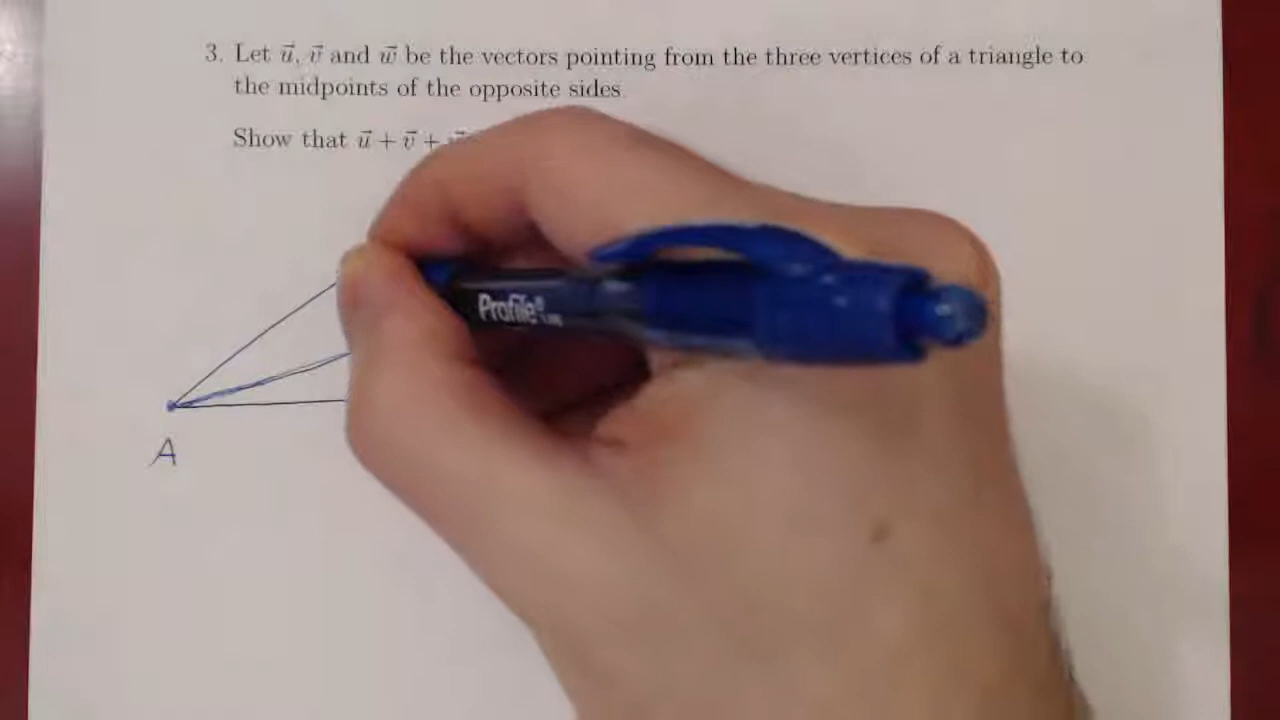 3. Let u⃗, v⃗ and w⃗ be the vectors pointing from the three vertices of a triangle to
the midpoints of the opposite sides.
Show that u⃗ + v⃗ +
Profile®
A